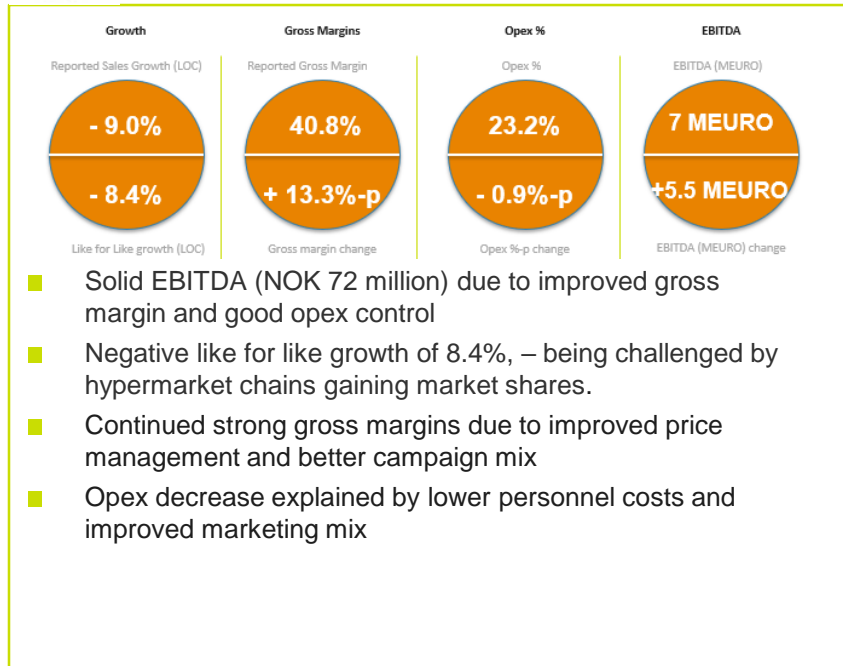 Growth Gross Margins Opex % EBITDA
Reported Sales Growth (LOC) Reported Gross Margin Opex % EBITDA (MEURO)
- 9.0% 40.8% 23.2% 7 MEURO
- 8.4% + 13.3%-p - 0.9%-p +5.5 MEURO
Like for Like growth (LOC) Gross margin change Opex %-p change EBITDA (MEURO) change
Solid EBITDA (NOK 72 million) due to improved gross
margin and good opex control
Negative like for like growth of 8.4%, – being challenged by
hypermarket chains gaining market shares.
Continued strong gross margins due to improved price
management and better campaign mix
Opex decrease explained by lower personnel costs and
improved marketing mix